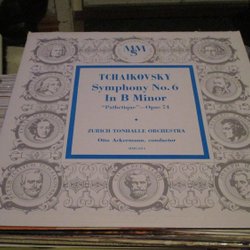 MMS
TCHAIKOVSKY
Symphony No. 6
In B Minor
"Pathetique"—Opus 74
ZURICH TONHALLE ORCHESTRA
Otto Ackermann, conductor